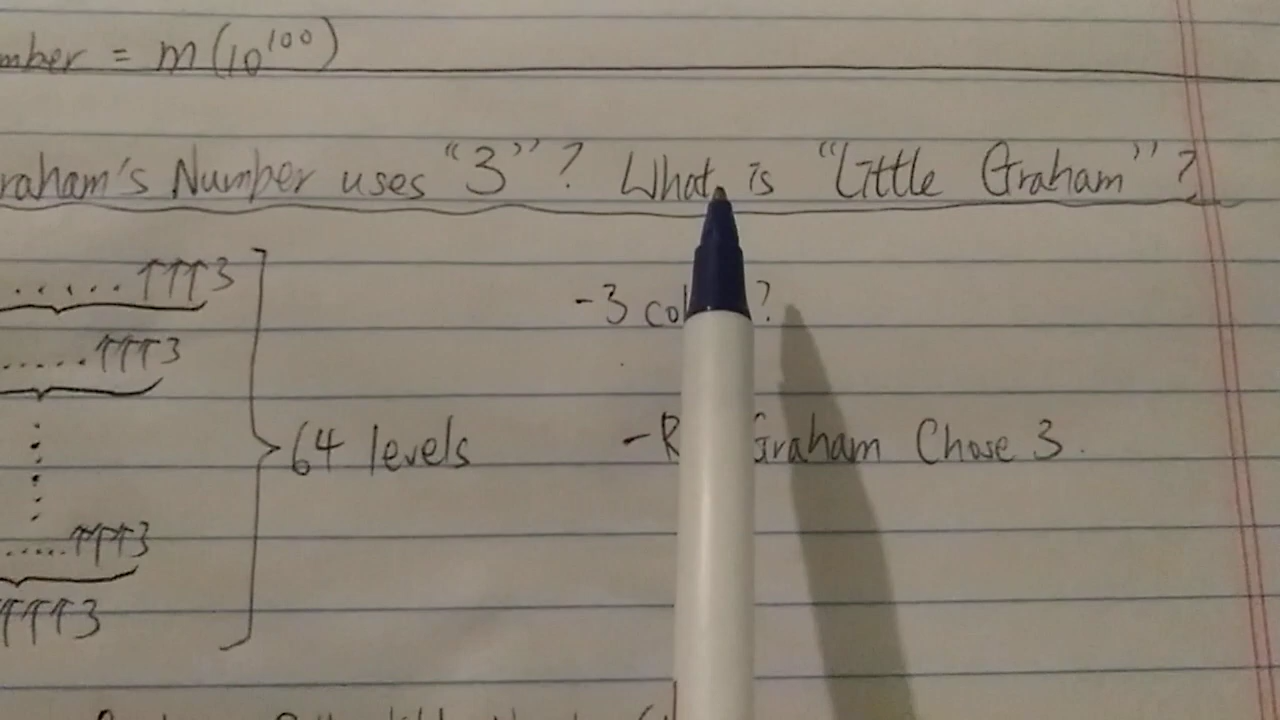 mber = m(10^100)
raham's Number uses "3"? What is "Little Graham"?
.....↑↑↑3
.....↑↑↑3
-3 col ?
64 levels
-R Graham Chose 3.
.....↑↑↑3
↑↑↑↑3